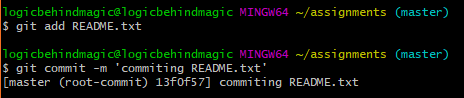 logicbehindmagic@logicbehindmagic MINGW64 ~/assignments (master)
$ git add README.txt
logicbehindmagic@logicbehindmagic MINGW64 ~/assignments (master)
$ git commit -m 'commiting README.txt'
[master (root-commit) 13f0f57] commiting README.txt